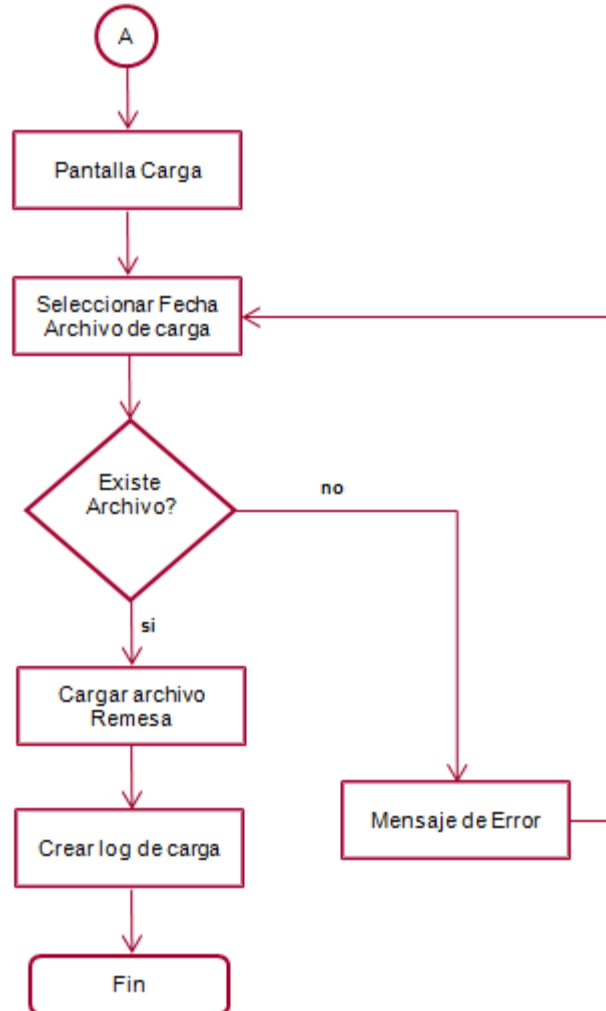 A
Pantalla Carga
Seleccionar Fecha
Archivo de carga
Existe
Archivo?
no
si
Cargar archivo
Remesa
Mensaje de Error
Crear log de carga
Fin